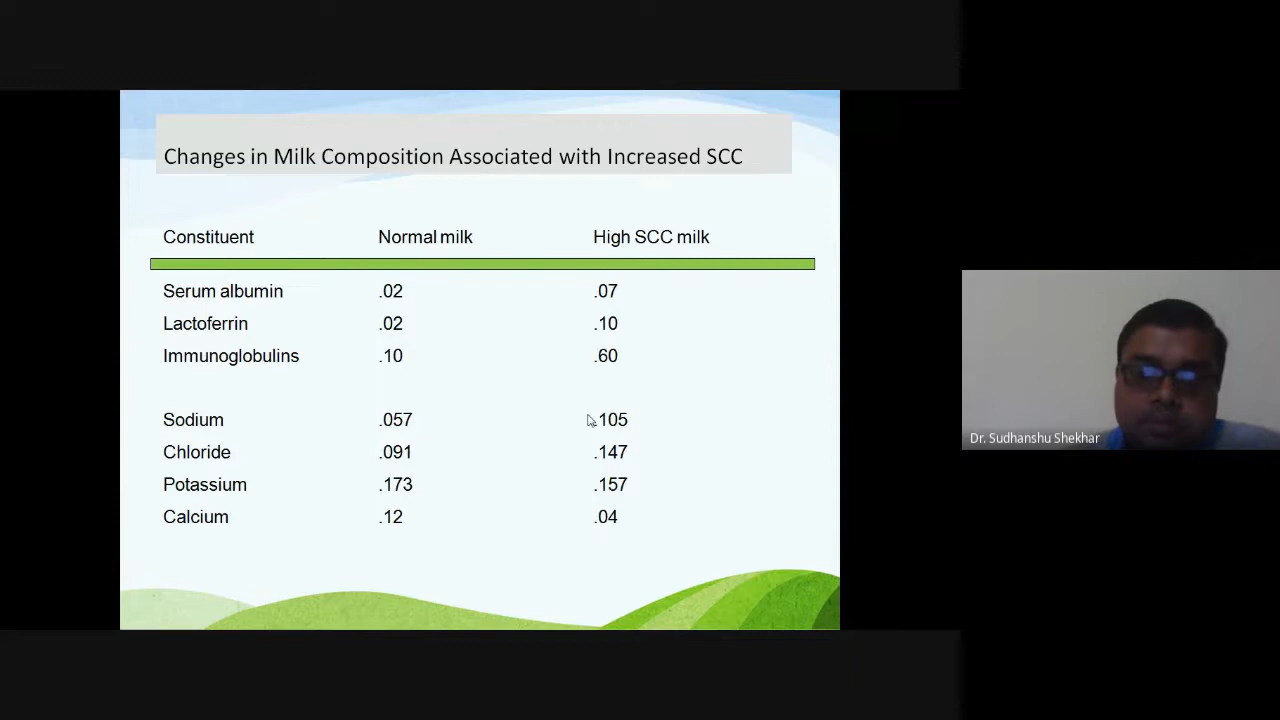 Changes in Milk Composition Associated with Increased SCC
Constituent Normal milk High SCC milk
Serum albumin .02 .07
Lactoferrin .02 .10
Immunoglobulins .10 .60
Sodium .057 .105
Chloride .091 .147
Potassium .173 .157
Calcium .12 .04
Dr. Sudhanshu Shekhar